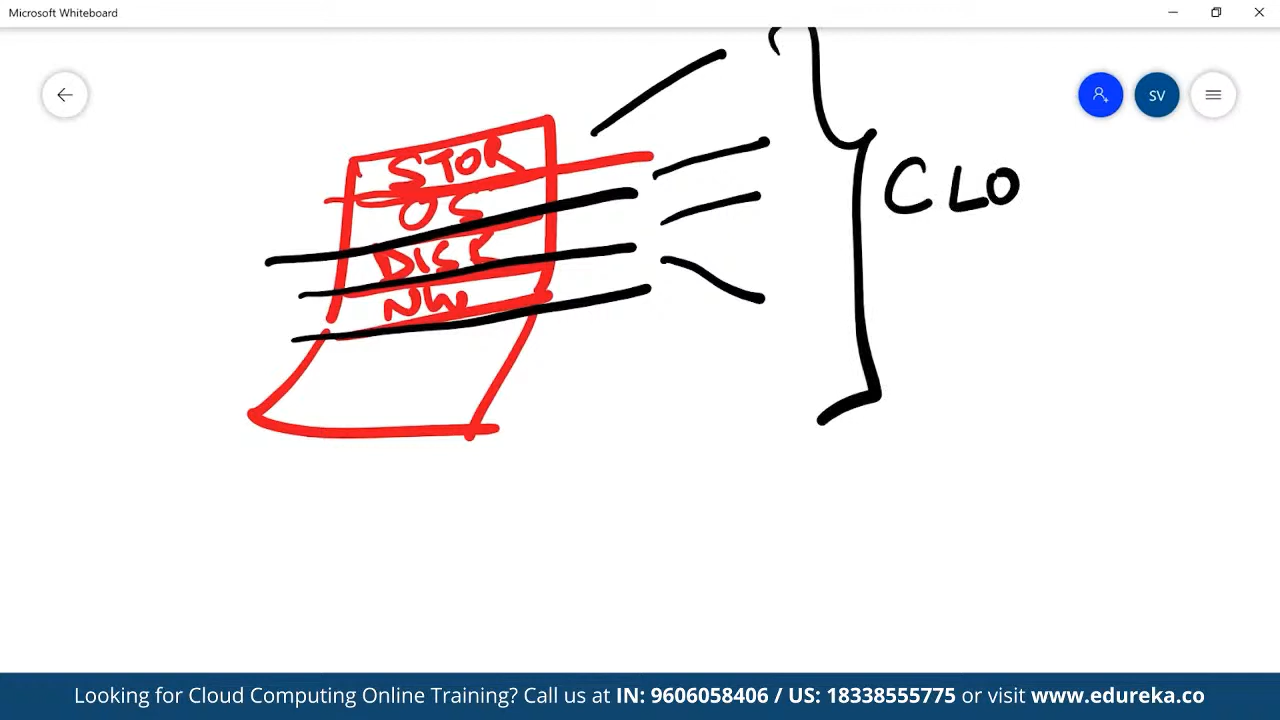 Microsoft Whiteboard
SV
STOR
OS
DISK
NW
CLO
Looking for Cloud Computing Online Training? Call us at IN: 9606058406 / US: 18338555775 or visit www.edureka.co